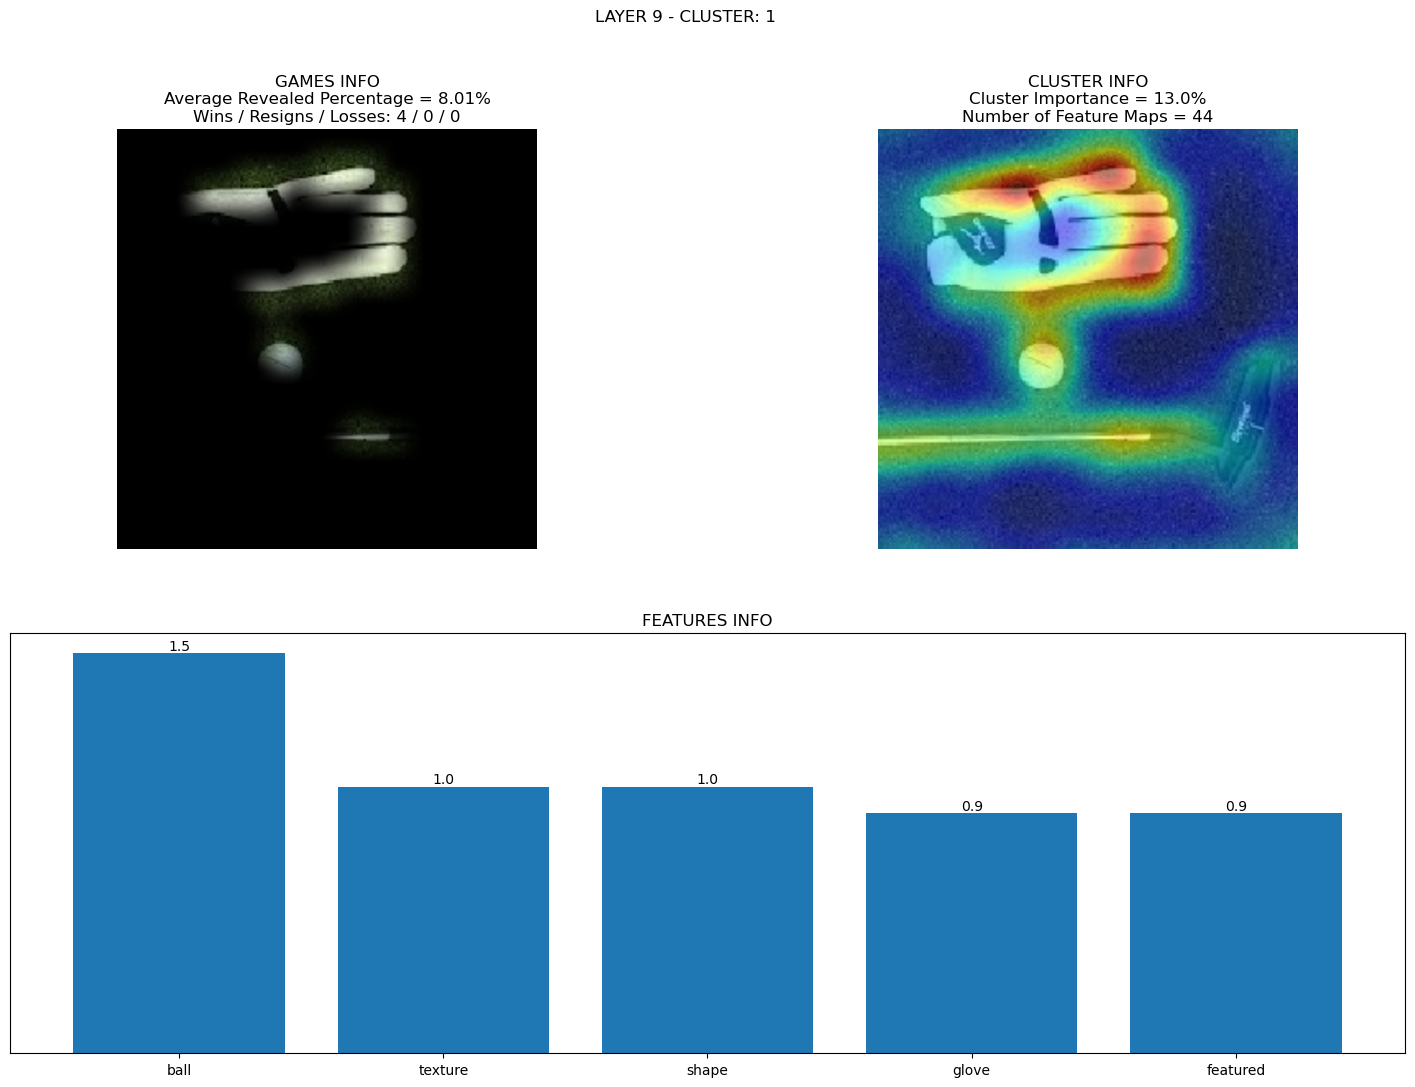 LAYER 9 - CLUSTER: 1
GAMES INFO
Average Revealed Percentage = 8.01%
Wins / Resigns / Losses: 4 / 0 / 0
CLUSTER INFO
Cluster Importance = 13.0%
Number of Feature Maps = 44
FEATURES INFO
1.5
1.0
1.0
0.9
0.9
ball
texture
shape
glove
featured